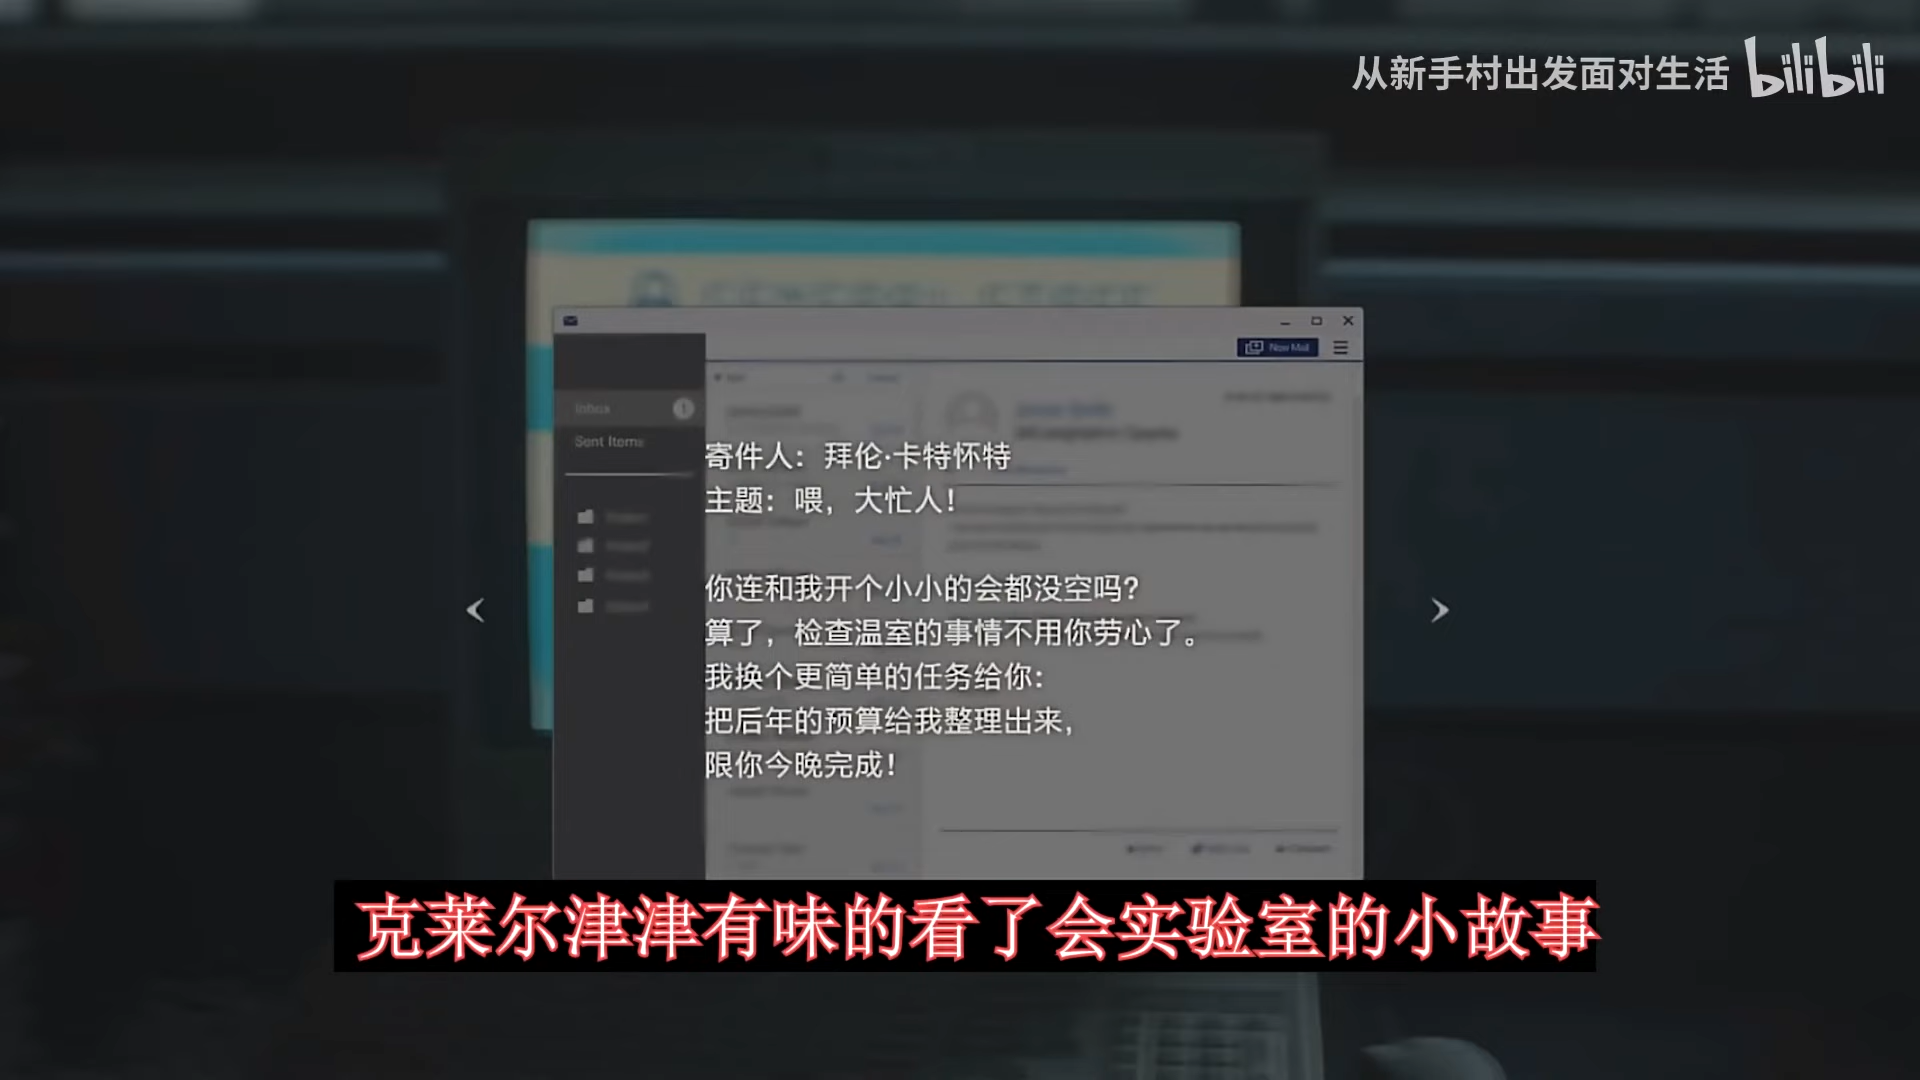 从新手村出发面对生活 bilibili
New Mail
Inbox 1
Sent Items
寄件人：拜伦·卡特怀特
主题：喂，大忙人！
你连和我开个小小的会都没空吗？
算了，检查温室的事情不用你劳心了。
我换个更简单的任务给你：
把后年的预算给我整理出来，
限你今晚完成！
克莱尔津津有味的看了会实验室的小故事